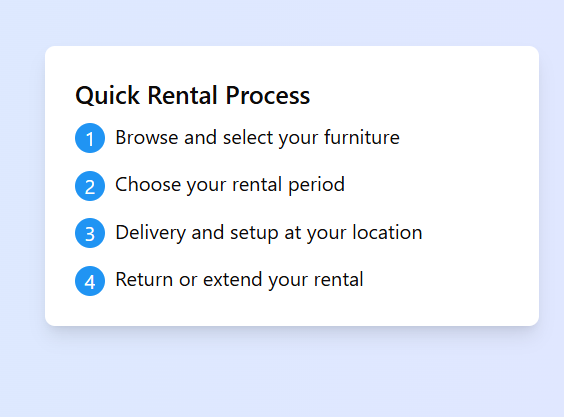 Quick Rental Process
1 Browse and select your furniture
2 Choose your rental period
3 Delivery and setup at your location
4 Return or extend your rental